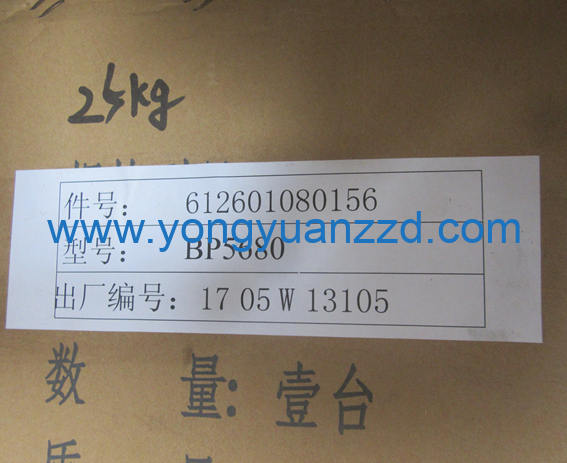 25kg
件号： 612601080156
www.yongyuanzzd.com
型号： BP5680
出厂编号： 17 05 W 13105
数 量: 壹台